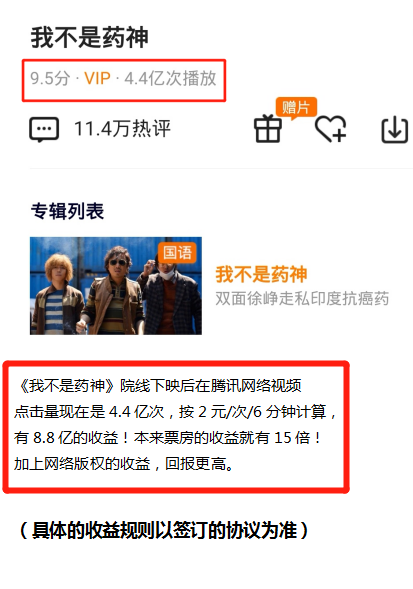 我不是药神
9.5分 · VIP · 4.4亿次播放
11.4万热评
赠片
专辑列表
国语
我不是药神
双面徐峥走私印度抗癌药
《我不是药神》院线下映后在腾讯网络视频
点击量现在是 4.4 亿次，按 2 元/次/6 分钟计算，
有 8.8 亿的收益！本来票房的收益就有 15 倍！
加上网络版权的收益，回报更高。
（具体的收益规则以签订的协议为准）